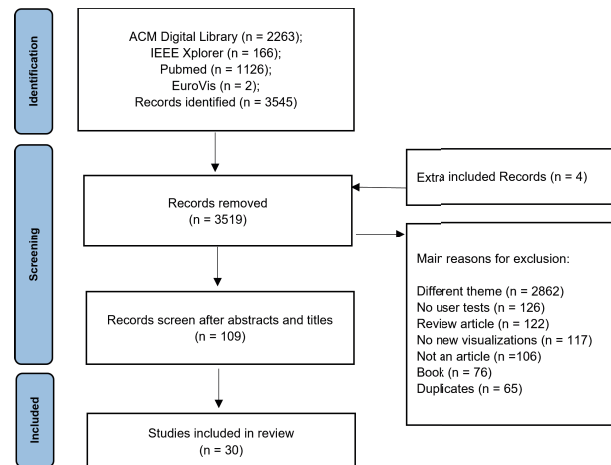 Identification
ACM Digital Library (n = 2263);
IEEE Xplorer (n = 166);
Pubmed (n = 1126);
EuroVis (n = 2);
Records identified (n = 3545)
Screening
Records removed
(n = 3519)
Extra included Records (n = 4)
Main reasons for exclusion:
Different theme (n = 2862)
No user tests (n = 126)
Review article (n = 122)
No new visualizations (n = 117)
Not an article (n =106)
Book (n = 76)
Duplicates (n = 65)
Records screen after abstracts and titles
(n = 109)
Included
Studies included in review
(n = 30)